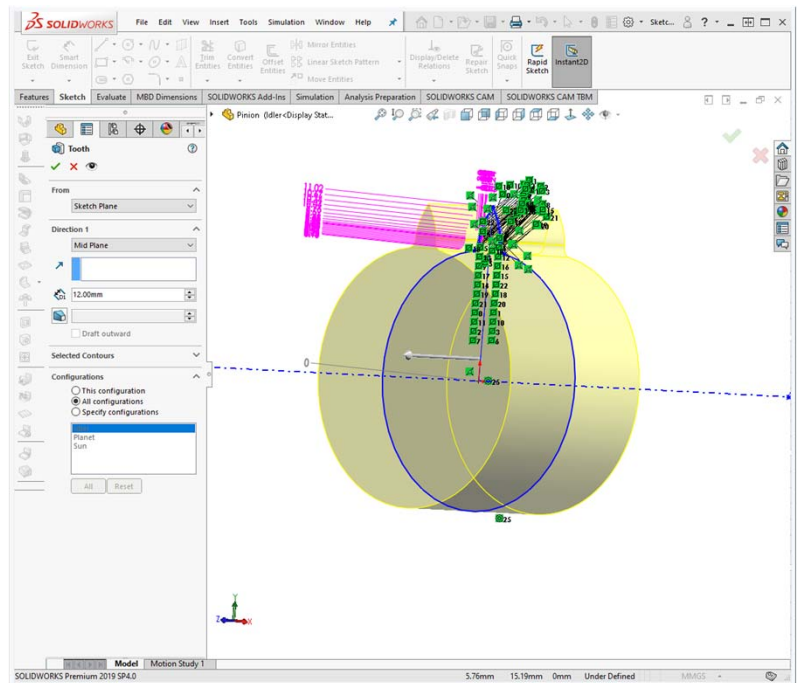 SOLIDWORKS File Edit View Insert Tools Simulation Window Help Sketc... ?
Exit Sketch Smart Dimension Trim Entities Convert Entities Offset Entities Mirror Entities Linear Sketch Pattern Move Entities Display/Delete Relations Repair Sketch Quick Snaps Rapid Sketch Instant2D
Features Sketch Evaluate MBD Dimensions SOLIDWORKS Add-Ins Simulation Analysis Preparation SOLIDWORKS CAM SOLIDWORKS CAM TBM
Pinion (Idler<Display Stat...
Tooth
From
Sketch Plane
Direction 1
Mid Plane
D1 12.00mm
Draft outward
Selected Contours
Configurations
This configuration
All configurations
Specify configurations
Planet
Sun
All Reset
0
26
25
Y
Z X
Model Motion Study 1
SOLIDWORKS Premium 2019 SP4.0 5.76mm 15.19mm 0mm Under Defined MMGS